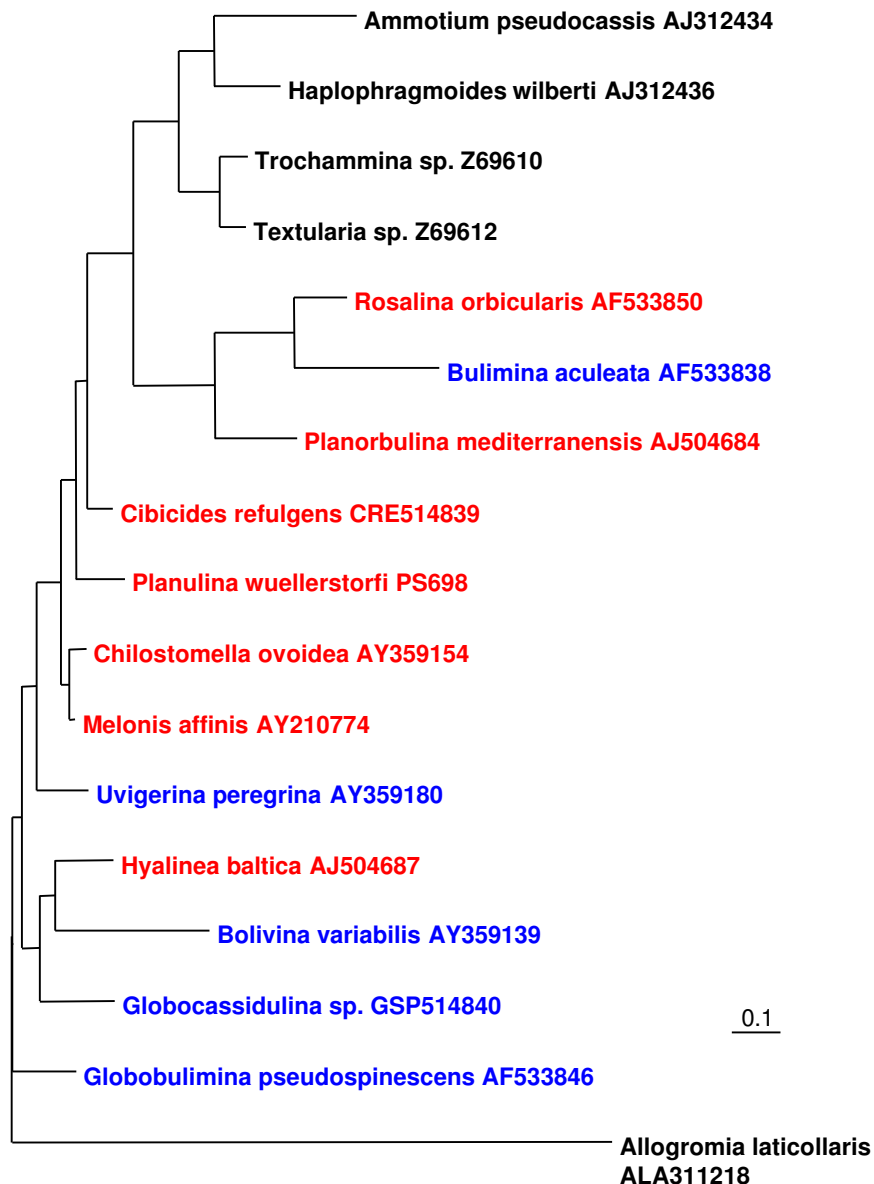 Ammotium pseudocassis AJ312434
Haplophragmoides wilberti AJ312436
Trochammina sp. Z69610
Textularia sp. Z69612
Rosalina orbicularis AF533850
Bulimina aculeata AF533838
Planorbulina mediterranensis AJ504684
Cibicides refulgens CRE514839
Planulina wuellerstorfi PS698
Chilostomella ovoidea AY359154
Melonis affinis AY210774
Uvigerina peregrina AY359180
Hyalinea baltica AJ504687
Bolivina variabilis AY359139
Globocassidulina sp. GSP514840
0.1
Globobulimina pseudospinescens AF533846
Allogromia laticollaris
ALA311218